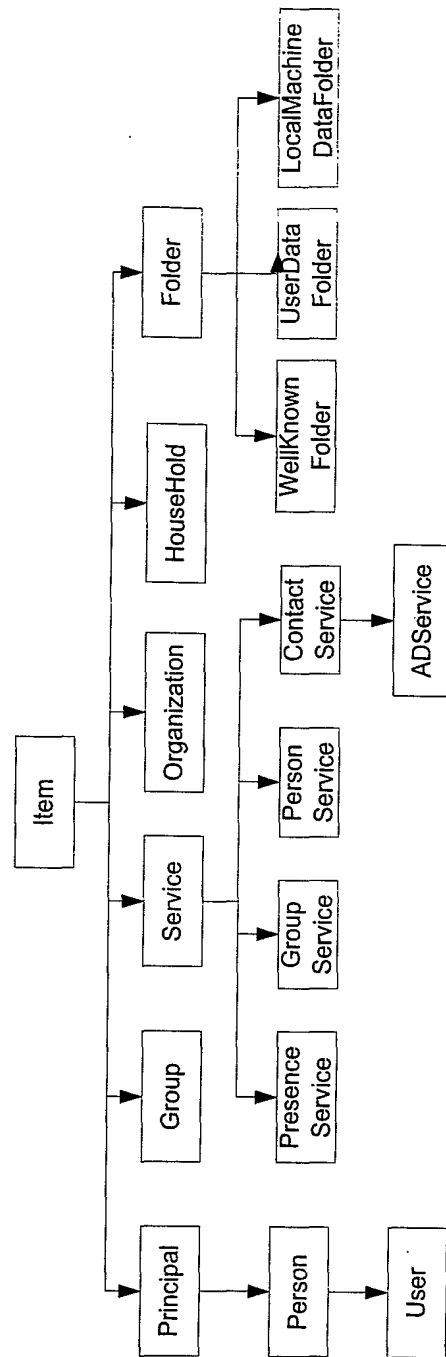 Item
Principal
Group
Service
Organization
HouseHold
Folder
Person
Presence
Service
Group
Service
Person
Service
Contact
Service
WellKnown
Folder
UserData
Folder
LocalMachine
DataFolder
User
ADService